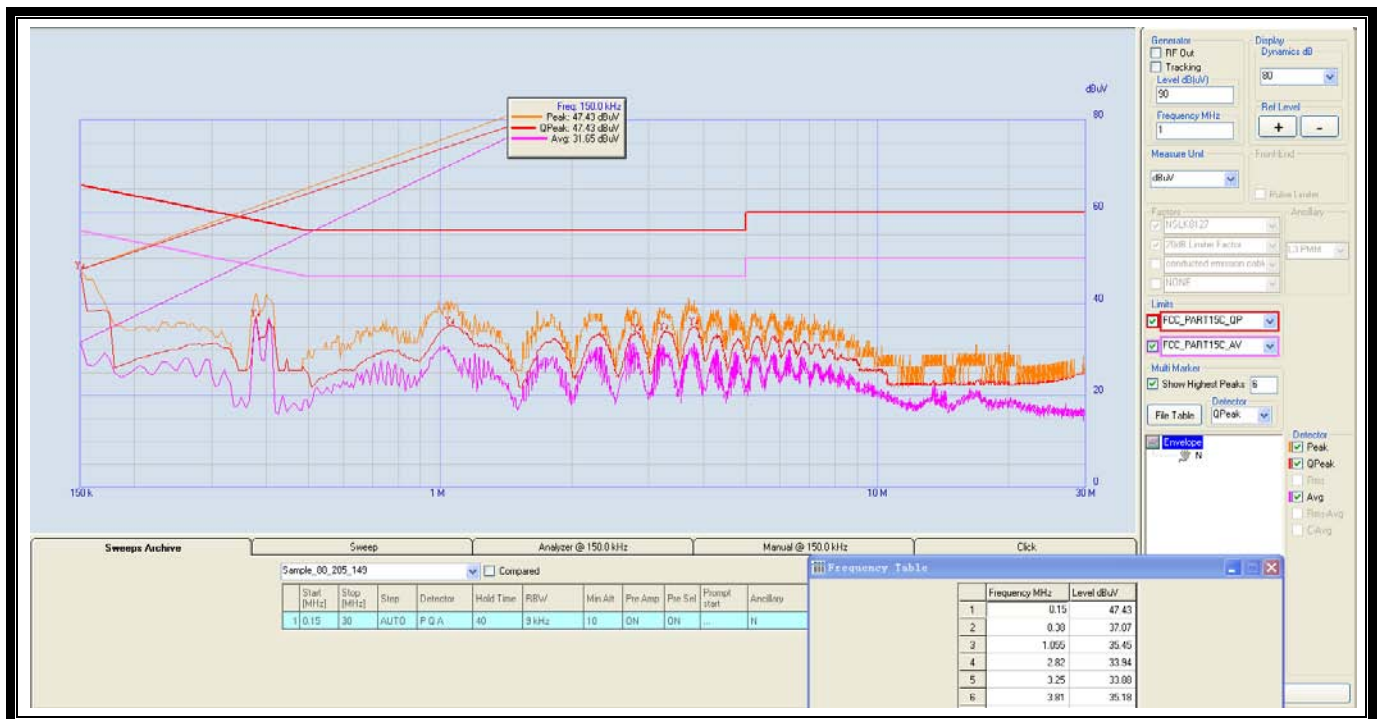 Freq: 150.0 kHz
Peak: 47.43 dBuV
QPeak: 47.43 dBuV
Avg: 31.65 dBuV
dBuV
80
60
40
20
0
150 k
1 M
10 M
30 M
Generator
RF Out
Tracking
Level dB(uV)
90
Frequency MHz
1
Display
Dynamics dB
80
Ref Level
+ -
Measure Unit
dBuV
Front-End
Pulse Limiter
Factors
NSLK8127
20dB Limiter Factor
conducted emission cable
NONE
Ancillary
L3 PMM
Limits
FCC_PART15C_QP
FCC_PART15C_AV
Multi Marker
Show Highest Peaks 6
Detector
File Table QPeak
Envelope
N
Detector
Peak
QPeak
Rms
Avg
Rms-Avg
C-Avg
Sweeps Archive Sweep Analyzer @ 150.0 kHz Manual @ 150.0 kHz Click
Sample_00_205_149 Compared
Start [MHz] Stop [MHz] Step Detector Hold Time RBW Min Att Pre Amp Pre Sel Prompt start Ancillary
1 0.15 30 AUTO P Q A 40 9 kHz 10 ON ON ... N
Frequency Table
Frequency MHz Level dBuV
1 0.15 47.43
2 0.38 37.07
3 1.055 35.45
4 2.82 33.94
5 3.25
6 3.81 35.18